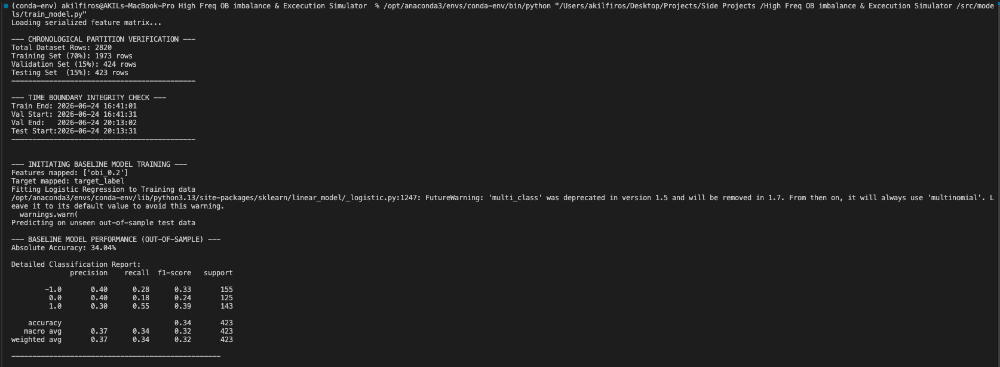 (conda-env) akilfiros@AKILs-MacBook-Pro High Freq OB imbalance & Excecution Simulator  % /opt/anaconda3/envs/conda-env/bin/python "/Users/akilfiros/Desktop/Projects/Side Projects /High Freq OB imbalance & Excecution Simulator /src/mode
ls/train_model.py"
Loading serialized feature matrix...
--- CHRONOLOGICAL PARTITION VERIFICATION ---
Total Dataset Rows: 2820
Training Set (70%): 1973 rows
Validation Set (15%): 424 rows
Testing Set  (15%): 423 rows
--------------------------------------------
--- TIME BOUNDARY INTEGRITY CHECK ---
Train End: 2026-06-24 16:41:01
Val Start: 2026-06-24 16:41:31
Val End:   2026-06-24 20:13:02
Test Start:2026-06-24 20:13:31
--------------------------------------------
--- INITIATING BASELINE MODEL TRAINING ---
Features mapped: ['obi_0.2']
Target mapped: target_label
Fitting Logistic Regression to Training data
/opt/anaconda3/envs/conda-env/lib/python3.13/site-packages/sklearn/linear_model/_logistic.py:1247: FutureWarning: 'multi_class' was deprecated in version 1.5 and will be removed in 1.7. From then on, it will always use 'multinomial'. L
eave it to its default value to avoid this warning.
  warnings.warn(
Predicting on unseen out-of-sample test data
--- BASELINE MODEL PERFORMANCE (OUT-OF-SAMPLE) ---
Absolute Accuracy: 34.04%
Detailed Classification Report:
              precision    recall  f1-score   support
        -1.0       0.40      0.28      0.33       155
         0.0       0.40      0.18      0.24       125
         1.0       0.30      0.55      0.39       143
    accuracy                           0.34       423
   macro avg       0.37      0.34      0.32       423
weighted avg       0.37      0.34      0.32       423
--------------------------------------------------